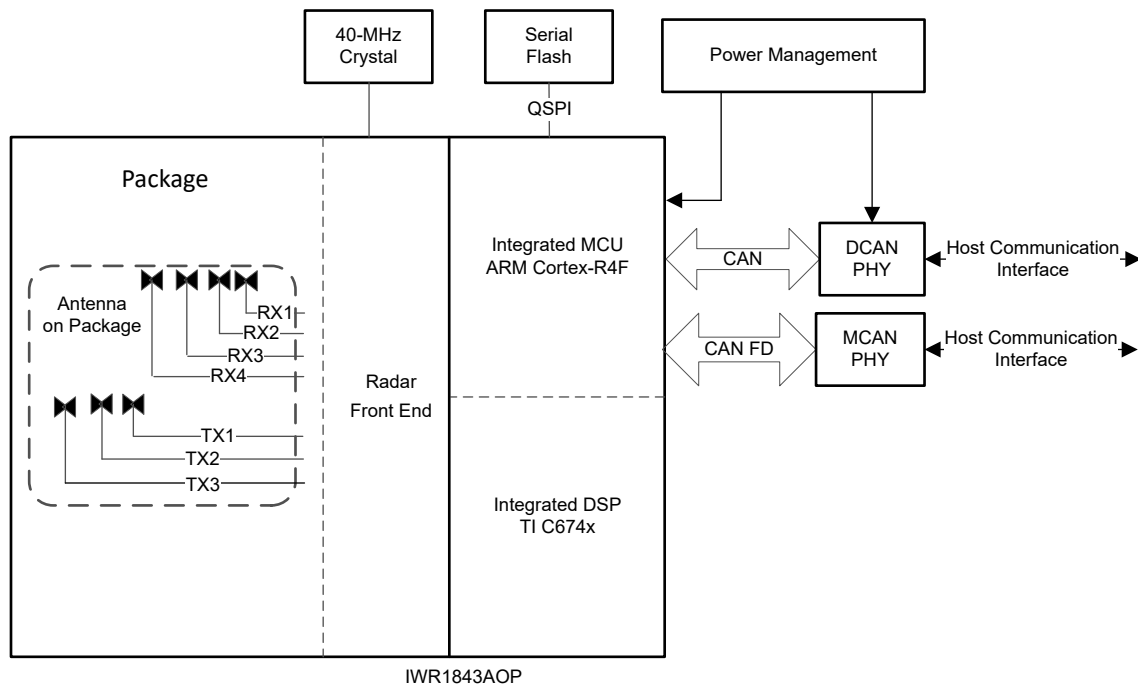 40-MHz
Crystal
Serial
Flash
Power Management
QSPI
Package
Integrated MCU
ARM Cortex-R4F
CAN
DCAN
PHY
Host Communication
Interface
Antenna
on Package
RX1
RX2
RX3
RX4
CAN FD
MCAN
PHY
Host Communication
Interface
Radar
Front End
TX1
TX2
TX3
Integrated DSP
TI C674x
IWR1843AOP